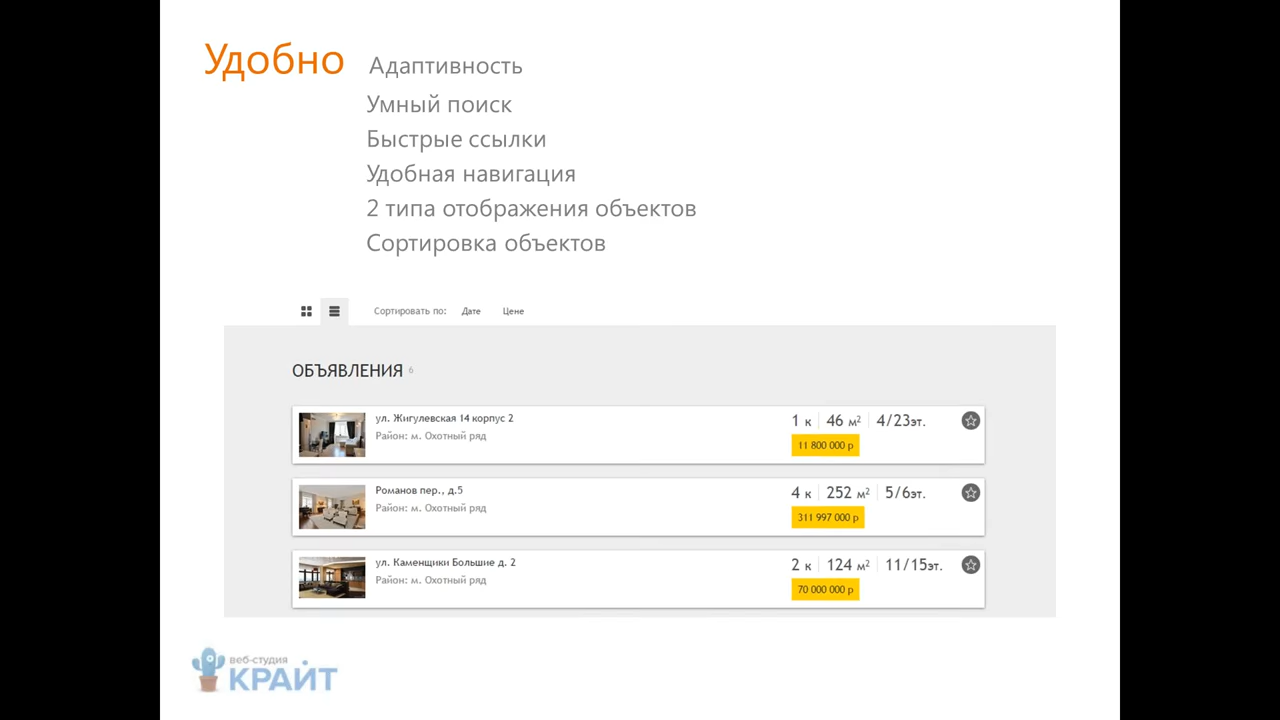 Удобно Адаптивность
Умный поиск
Быстрые ссылки
Удобная навигация
2 типа отображения объектов
Сортировка объектов
Сортировать по: Дате Цене
ОБЪЯВЛЕНИЯ 6
ул. Жигулевская 14 корпус 2
Район: м. Охотный ряд
1 к 46 м² 4/23эт.
11 800 000 р
Романов пер., д.5
Район: м. Охотный ряд
4 к 252 м² 5/6эт.
311 997 000 р
ул. Каменщики Большие д. 2
Район: м. Охотный ряд
2 к 124 м² 11/15эт.
70 000 000 р
веб-студия
КРАЙТ